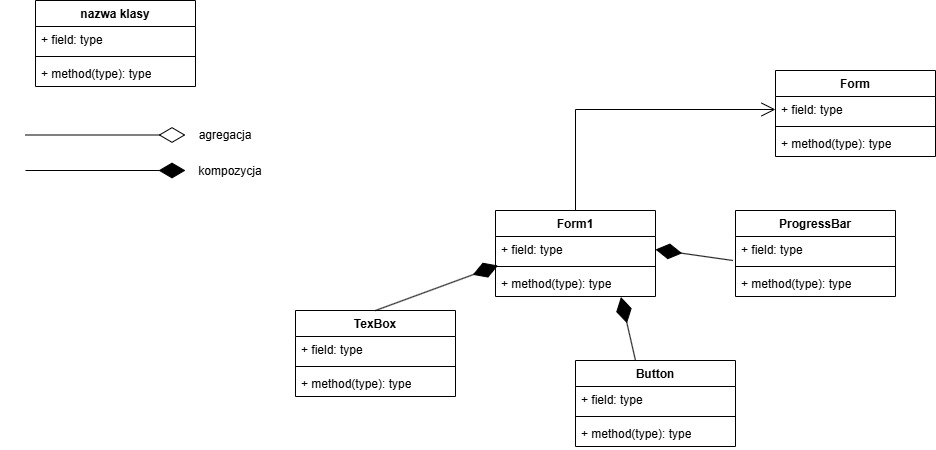 nazwa klasy
+ field: type
+ method(type): type
agregacja
kompozycja
Form
+ field: type
+ method(type): type
Form1
+ field: type
+ method(type): type
ProgressBar
+ field: type
+ method(type): type
TexBox
+ field: type
+ method(type): type
Button
+ field: type
+ method(type): type